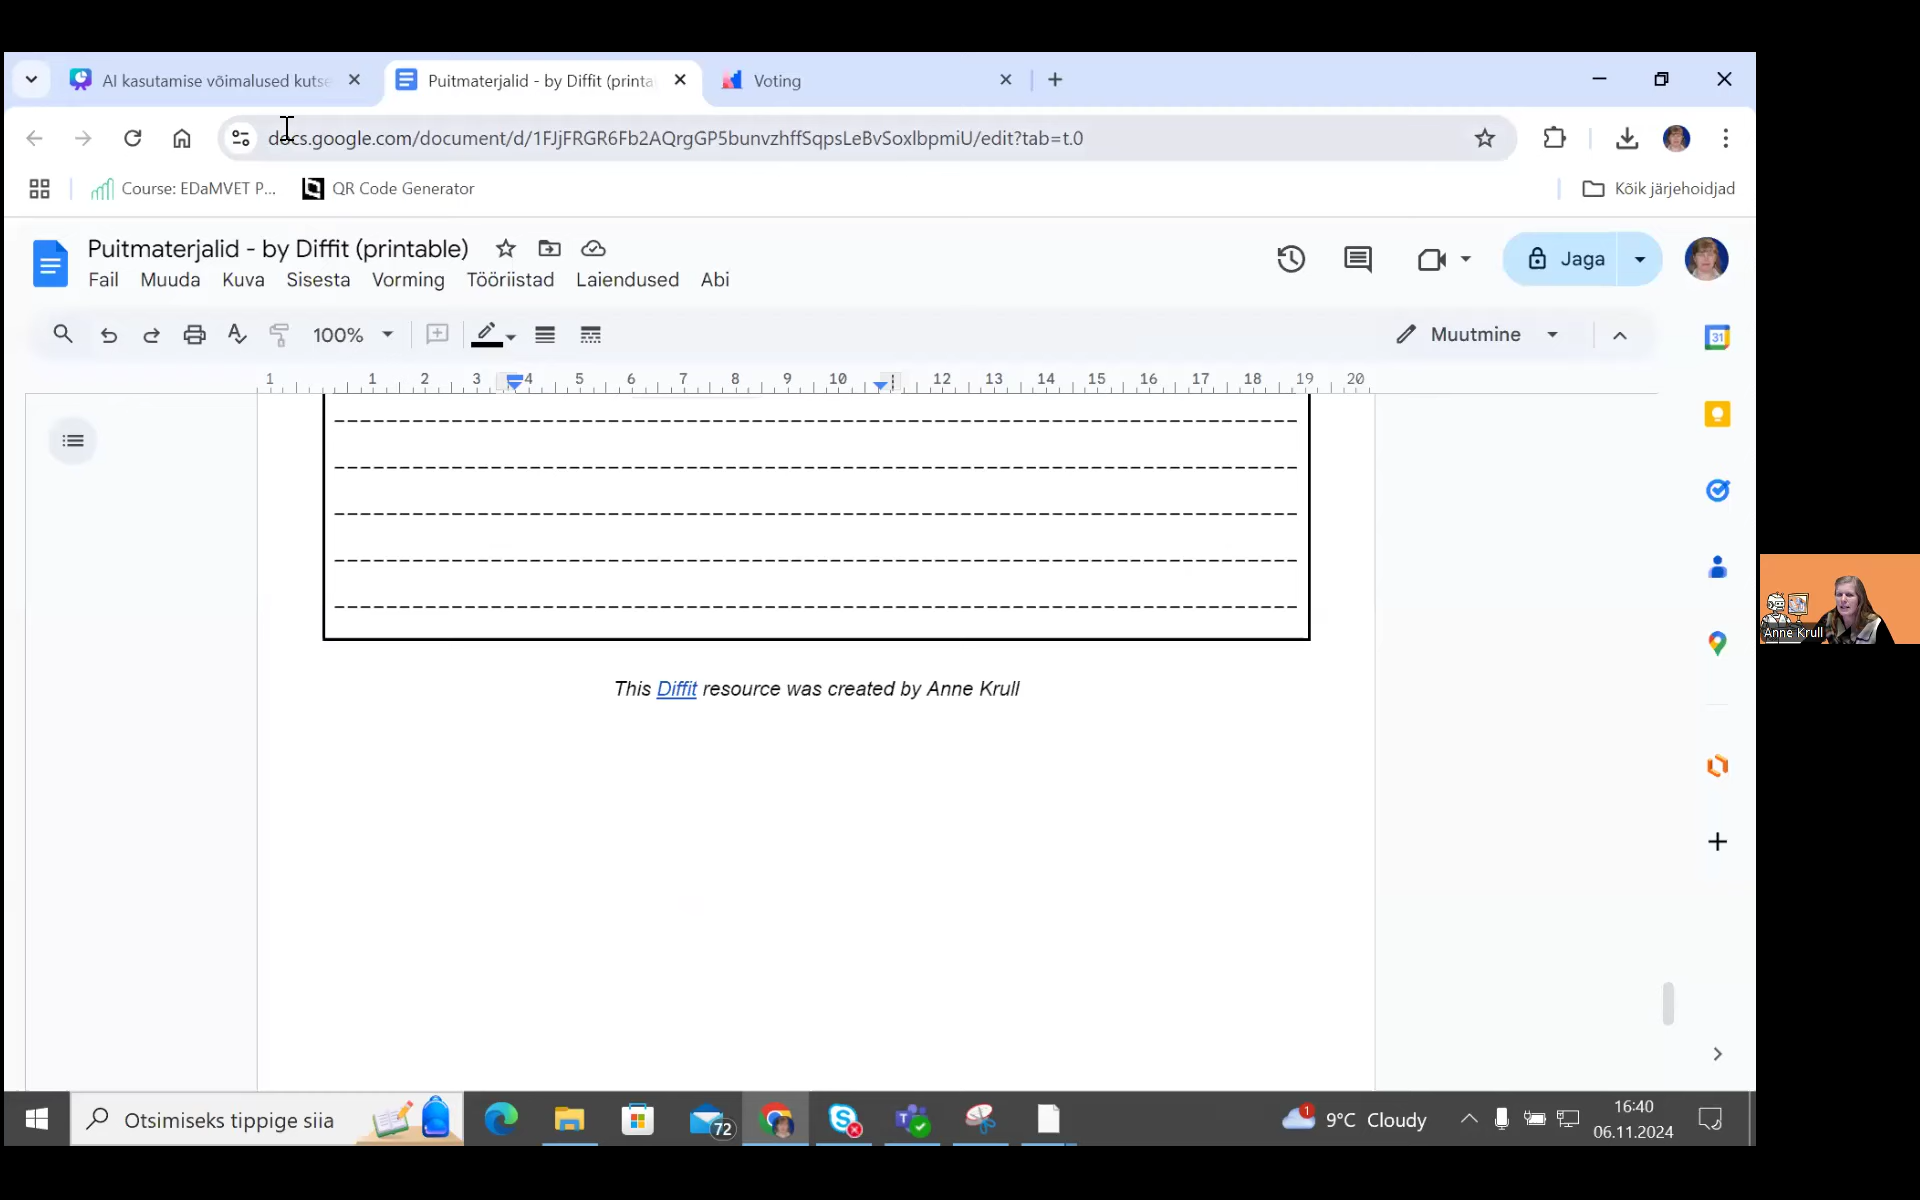 AI kasutamise võimalused kutse
Puitmaterjalid - by Diffit (printa
Voting
docs.google.com/document/d/1FJjFRGR6Fb2AQrgGP5bunvzhffSqpsLeBvSoxlbpmiU/edit?tab=t.0
Course: EDaMVET P...
QR Code Generator
Kõik järjehoidjad
Puitmaterjalid - by Diffit (printable)
Fail Muuda Kuva Sisesta Vorming Tööriistad Laiendused Abi
Jaga
100%
Muutmine
1 1 2 3 4 5 6 7 8 9 10 12 13 14 15 16 17 18 19 20
31
This Diffit resource was created by Anne Krull
Anne Krull
Otsimiseks tippige siia
72
1
9°C Cloudy
16:40
06.11.2024